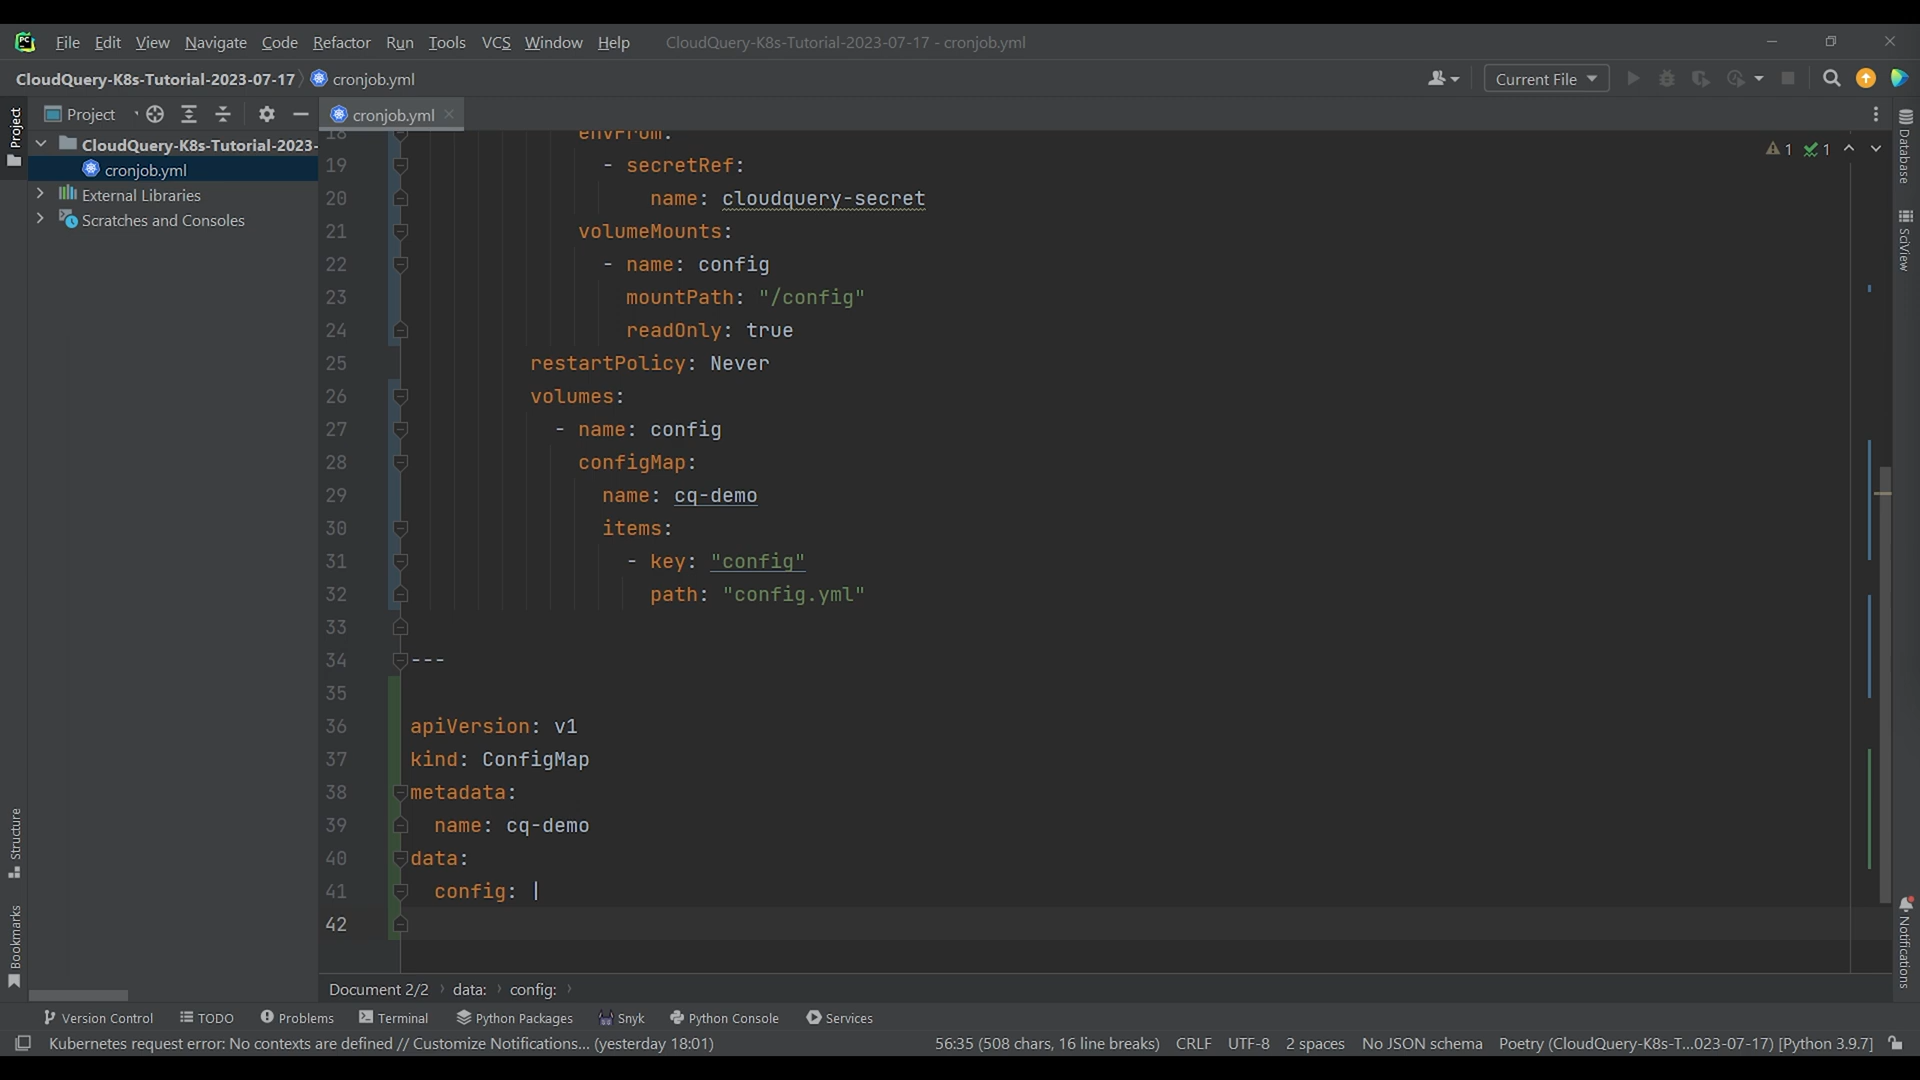 PC File Edit View Navigate Code Refactor Run Tools VCS Window Help CloudQuery-K8s-Tutorial-2023-07-17 - cronjob.yml
CloudQuery-K8s-Tutorial-2023-07-17 cronjob.yml Current File
Project cronjob.yml
Project
CloudQuery-K8s-Tutorial-2023-
cronjob.yml
External Libraries
Scratches and Consoles
Structure
Bookmarks
18 envFrom:
19 - secretRef:
20 name: cloudquery-secret
21 volumeMounts:
22 - name: config
23 mountPath: "/config"
24 readOnly: true
25 restartPolicy: Never
26 volumes:
27 - name: config
28 configMap:
29 name: cq-demo
30 items:
31 - key: "config"
32 path: "config.yml"
33
34 ---
35
36 apiVersion: v1
37 kind: ConfigMap
38 metadata:
39 name: cq-demo
40 data:
41 config: |
42
1 1
Database
SciView
Notifications
Document 2/2 data: config:
Version Control TODO Problems Terminal Python Packages Snyk Python Console Services
Kubernetes request error: No contexts are defined // Customize Notifications... (yesterday 18:01) 56:35 (508 chars, 16 line breaks) CRLF UTF-8 2 spaces No JSON schema Poetry (CloudQuery-K8s-T...023-07-17) [Python 3.9.7]